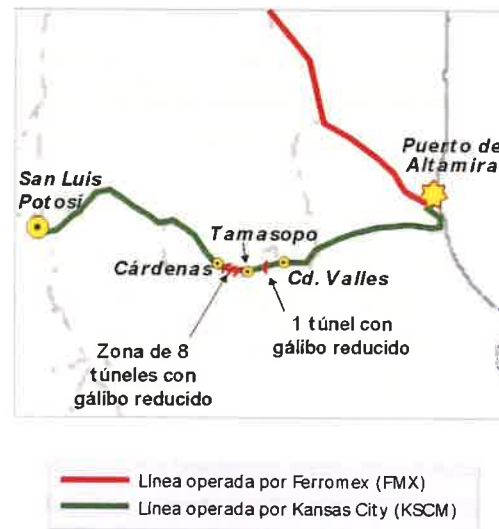 Puerto de
Altamira
San Luis
Potosí
Tamasopo
Cárdenas
Cd. Valles
1 túnel con
gálibo reducido
Zona de 8
túneles con
gálibo reducido
Línea operada por Ferromex (FMX)
Línea operada por Kansas City (KSCM)